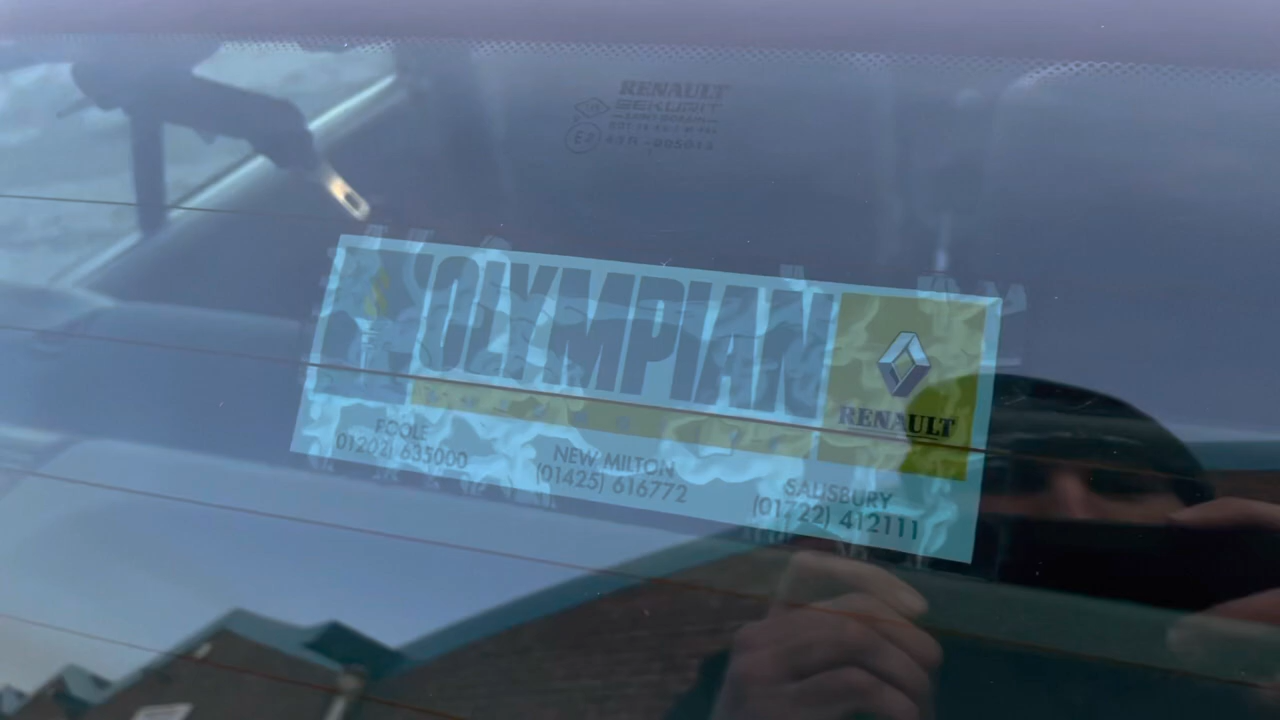 RENAULT
SEKURIT
OLYMPIAN
RENAULT
POOLE
01202) 635000
NEW MILTON
(01425) 616772
SALISBURY
(01722) 412111